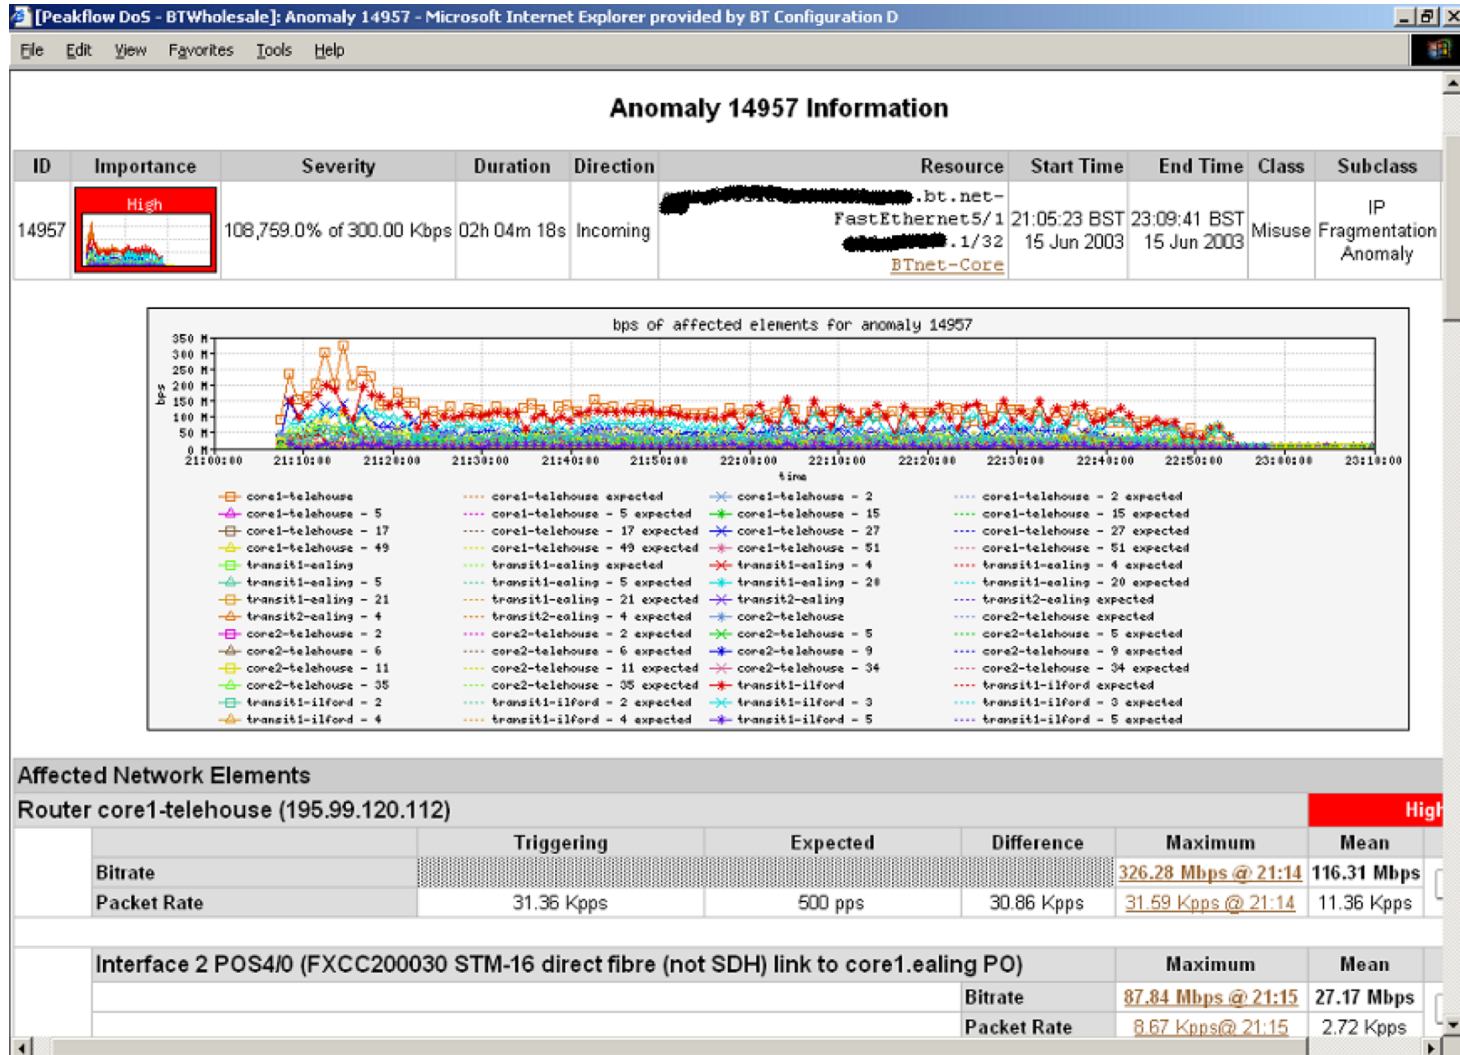 [Peakflow DoS - BTWholesale]: Anomaly 14957 - Microsoft Internet Explorer provided by BT Configuration D
File Edit View Favorites Tools Help
Anomaly 14957 Information
ID Importance Severity Duration Direction Resource Start Time End Time Class Subclass
14957 High 108,759.0% of 300.00 Kbps 02h 04m 18s Incoming .bt.net-FastEthernet5/1 .1/32 BTnet-Core 21:05:23 BST 15 Jun 2003 23:09:41 BST 15 Jun 2003 Misuse IP Fragmentation Anomaly
bps of affected elements for anomaly 14957
350 M
300 M
250 M
200 M
150 M
100 M
50 M
0 M
bps
21:00:00 21:10:00 21:20:00 21:30:00 21:40:00 21:50:00 22:00:00 22:10:00 22:20:00 22:30:00 22:40:00 22:50:00 23:00:00 23:10:00
time
core1-telehouse core1-telehouse expected core1-telehouse - 2 core1-telehouse - 2 expected
core1-telehouse - 5 core1-telehouse - 5 expected core1-telehouse - 15 core1-telehouse - 15 expected
core1-telehouse - 17 core1-telehouse - 17 expected core1-telehouse - 27 core1-telehouse - 27 expected
core1-telehouse - 49 core1-telehouse - 49 expected core1-telehouse - 51 core1-telehouse - 51 expected
transit1-ealing transit1-ealing expected transit1-ealing - 4 transit1-ealing - 4 expected
transit1-ealing - 5 transit1-ealing - 5 expected transit1-ealing - 20 transit1-ealing - 20 expected
transit1-ealing - 21 transit1-ealing - 21 expected transit2-ealing transit2-ealing expected
transit2-ealing - 4 transit2-ealing - 4 expected core2-telehouse core2-telehouse expected
core2-telehouse - 2 core2-telehouse - 2 expected core2-telehouse - 5 core2-telehouse - 5 expected
core2-telehouse - 6 core2-telehouse - 6 expected core2-telehouse - 9 core2-telehouse - 9 expected
core2-telehouse - 11 core2-telehouse - 11 expected core2-telehouse - 34 core2-telehouse - 34 expected
core2-telehouse - 35 core2-telehouse - 35 expected transit1-ilford transit1-ilford expected
transit1-ilford - 2 transit1-ilford - 2 expected transit1-ilford - 3 transit1-ilford - 3 expected
transit1-ilford - 4 transit1-ilford - 4 expected transit1-ilford - 5 transit1-ilford - 5 expected
Affected Network Elements
Router core1-telehouse (195.99.120.112) High
Triggering Expected Difference Maximum Mean
Bitrate 326.28 Mbps @ 21:14 116.31 Mbps
Packet Rate 31.36 Kpps 500 pps 30.86 Kpps 31.59 Kpps @ 21:14 11.36 Kpps
Interface 2 POS4/0 (FXCC200030 STM-16 direct fibre (not SDH) link to core1.ealing PO) Maximum Mean
Bitrate 87.84 Mbps @ 21:15 27.17 Mbps
Packet Rate 8.67 Kpps@ 21:15 2.72 Kpps